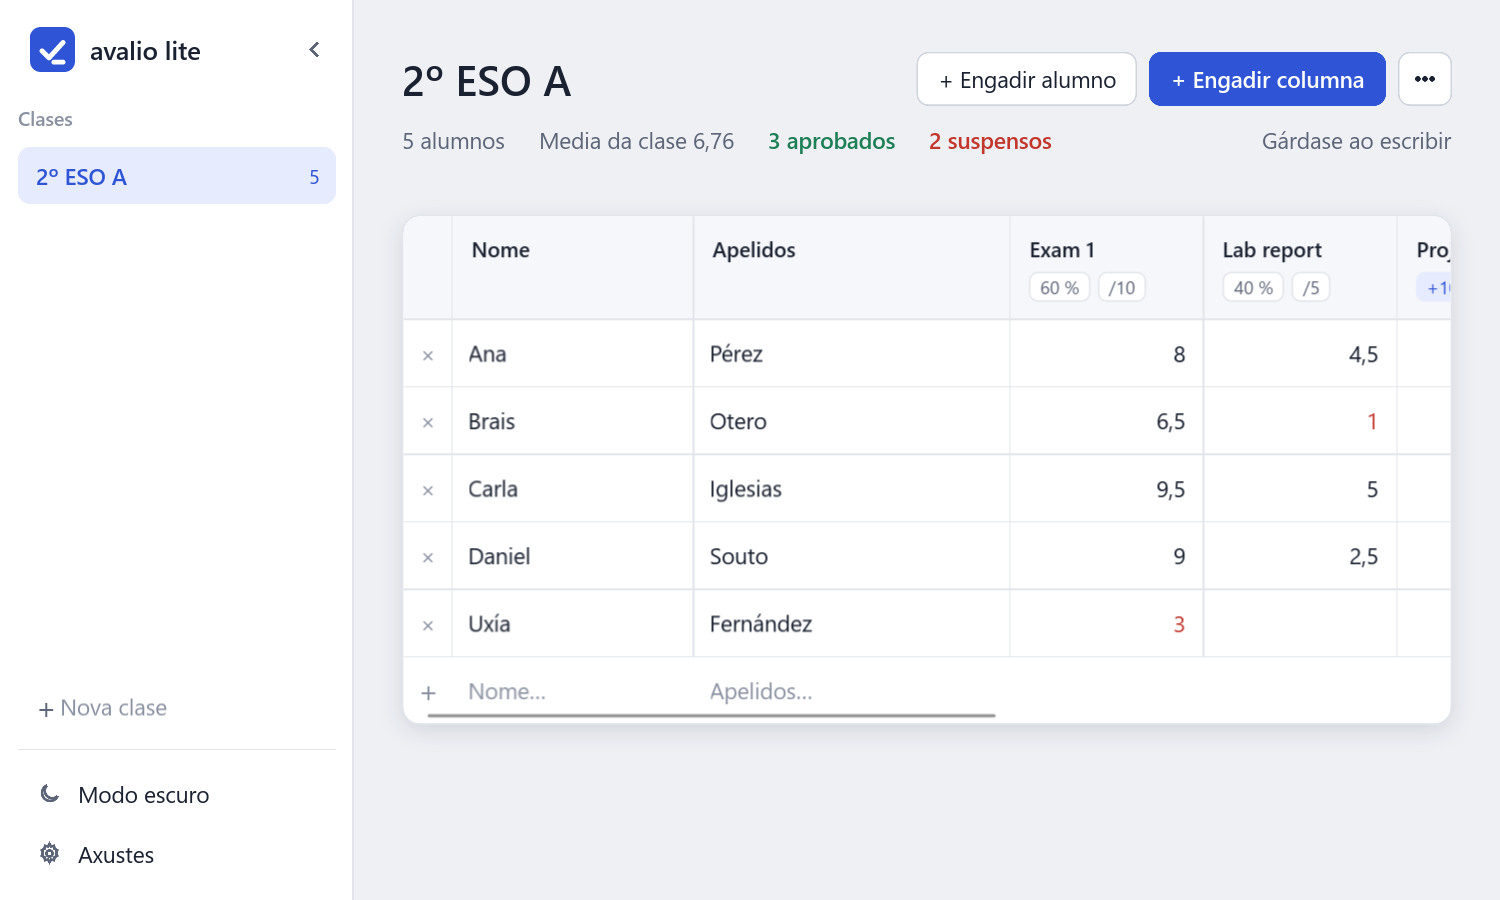 avalio lite
Clases
2º ESO A 5
+ Nova clase
Modo escuro
Axustes
2º ESO A
+ Engadir alumno
+ Engadir columna
5 alumnos Media da clase 6,76 3 aprobados 2 suspensos Gárdase ao escribir
Nome Apelidos Exam 1 Lab report
60 % /10 40 % /5
× Ana Pérez 8 4,5
× Brais Otero 6,5 1
× Carla Iglesias 9,5 5
× Daniel Souto 9 2,5
× Uxía Fernández 3
+ Nome... Apelidos...